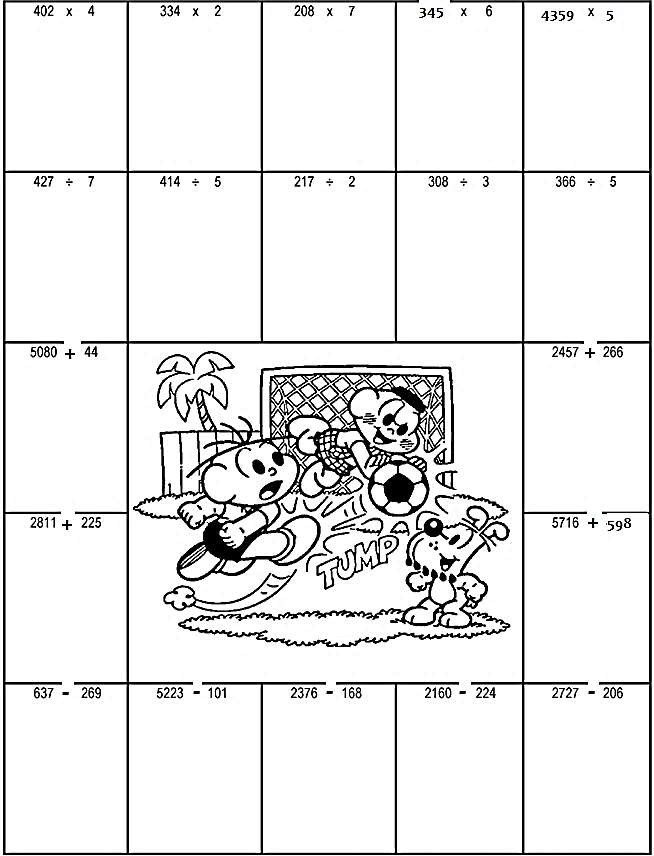 402 x 4
334 x 2
208 x 7
345 x 6
4359 x 5
427 ÷ 7
414 ÷ 5
217 ÷ 2
308 ÷ 3
366 ÷ 5
5080 + 44
2457 + 266
2811 + 225
5716 + 598
TUMP
637 - 269
5223 - 101
2376 - 168
2160 - 224
2727 - 206